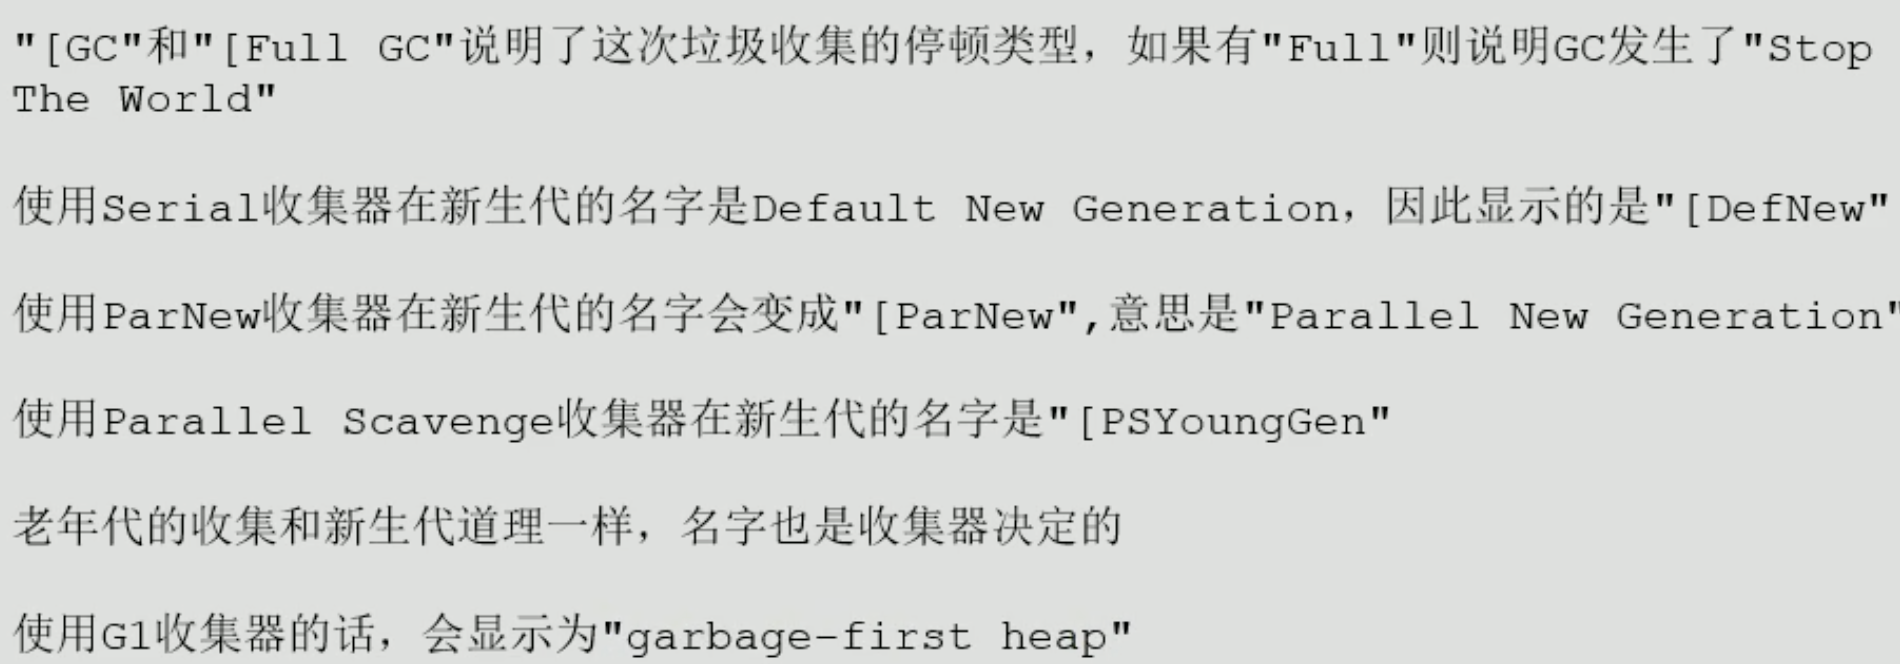 "[GC"和"[Full GC"说明了这次垃圾收集的停顿类型，如果有"Full"则说明GC发生了"Stop
The World"
使用Serial收集器在新生代的名字是Default New Generation，因此显示的是"[DefNew"
使用ParNew收集器在新生代的名字会变成"[ParNew",意思是"Parallel New Generation"
使用Parallel Scavenge收集器在新生代的名字是"[PSYoungGen"
老年代的收集和新生代道理一样，名字也是收集器决定的
使用G1收集器的话，会显示为"garbage-first heap"